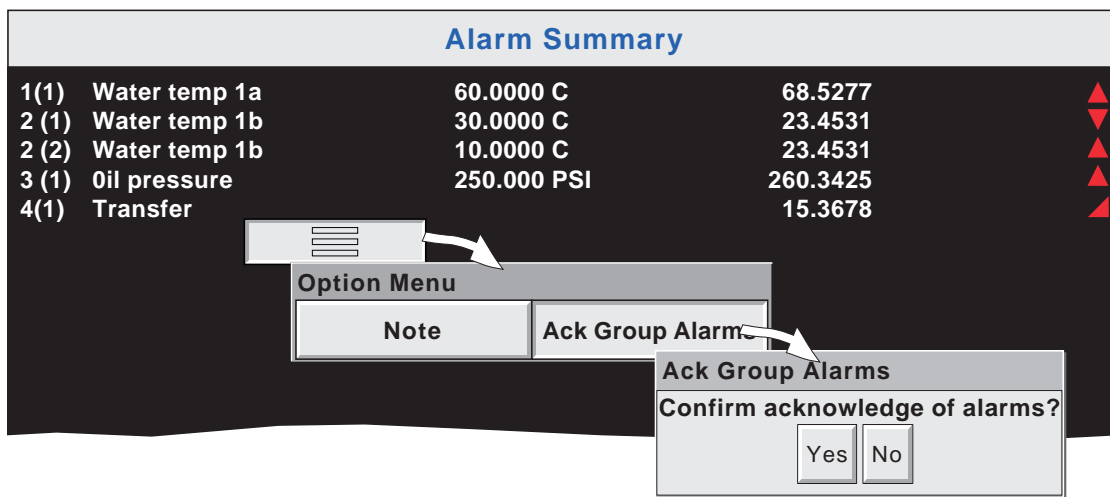 Alarm Summary
1(1) Water temp 1a 60.0000 C 68.5277
2 (1) Water temp 1b 30.0000 C 23.4531
2 (2) Water temp 1b 10.0000 C 23.4531
3 (1) 0il pressure 250.000 PSI 260.3425
4(1) Transfer 15.3678
Option Menu
Note Ack Group Alarms
Ack Group Alarms
Confirm acknowledge of alarms?
Yes No